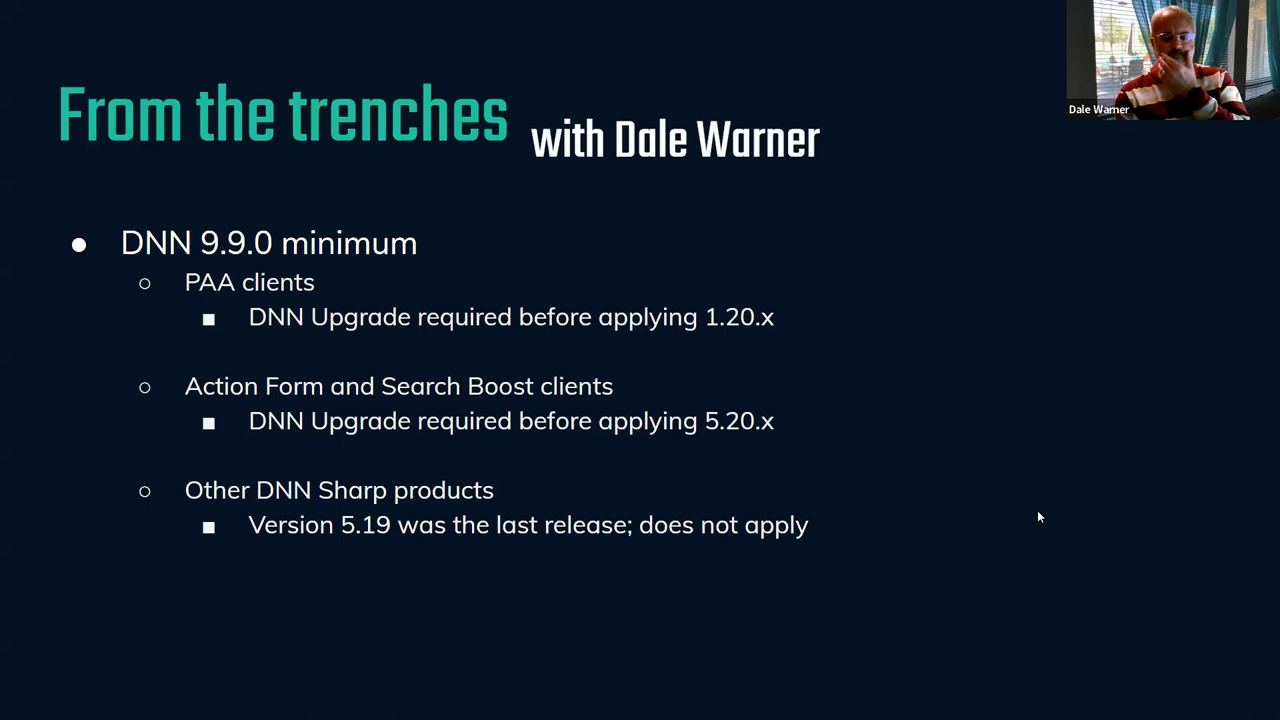 From the trenches with Dale Warner
Dale Warner
DNN 9.9.0 minimum
PAA clients
DNN Upgrade required before applying 1.20.x
Action Form and Search Boost clients
DNN Upgrade required before applying 5.20.x
Other DNN Sharp products
Version 5.19 was the last release; does not apply